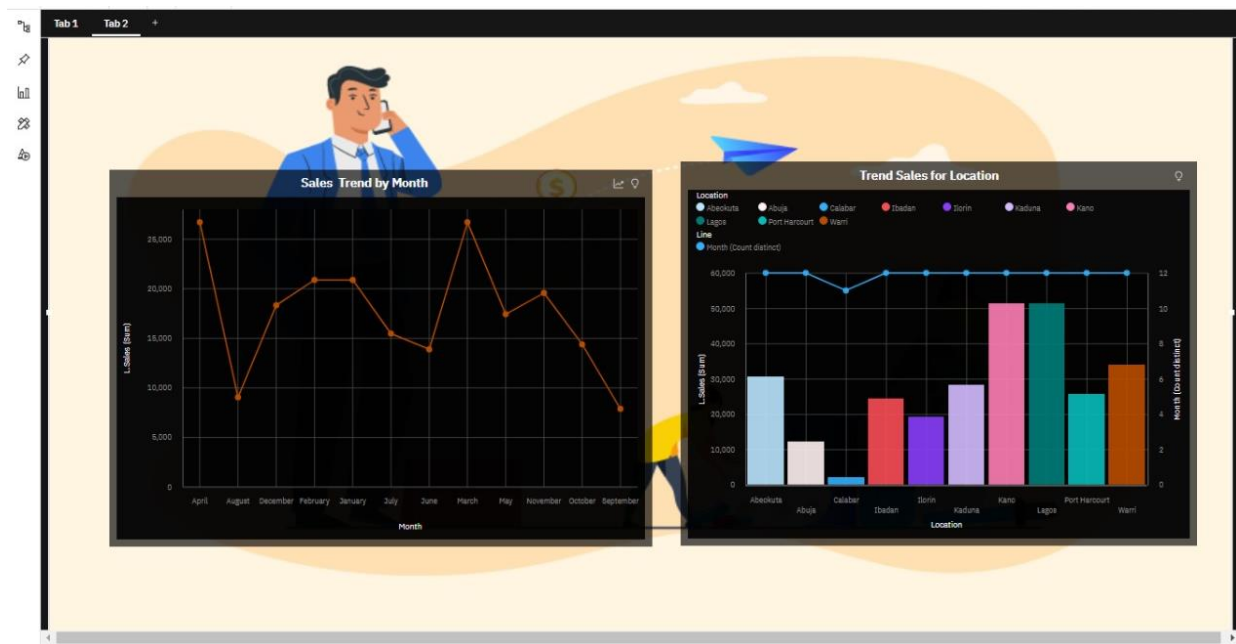 Tab 1 Tab 2 +
Sales Trend by Month
25,000
20,000
15,000
10,000
5,000
0
L.Sales (Sum)
April August December February January July June March May November October September
Month
$
Trend Sales for Location
Location
Abeokuta Abuja Calabar Ibadan Ilorin Kaduna Kano
Lagos Port Harcourt Warri
Line
Month (Count distinct)
60,000 12
50,000 10
40,000 8
30,000 6
20,000 4
10,000 2
0 0
L.Sales (Sum)
Month (Count distinct)
Abeokuta Calabar Ilorin Kano Port Harcourt
Abuja Ibadan Kaduna Lagos Warri
Location